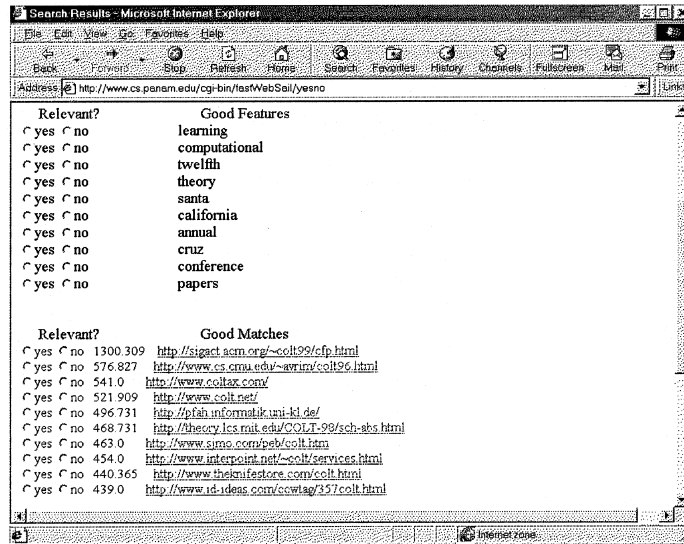 Search Results - Microsoft Internet Explorer
File Edit View Go Favorites Help
Back Forward Stop Refresh Home Search Favorites History Channels Fullscreen Mail Print
Address http://www.cs.panam.edu/cgi-bin/fastWebSail/yesno Links
Relevant? Good Features
yes no learning
yes no computational
yes no twelfth
yes no theory
yes no santa
yes no california
yes no annual
yes no cruz
yes no conference
yes no papers
Relevant? Good Matches
yes no 1300.309 http://sigact.acm.org/~colt99/cfp.html
yes no 576.827 http://www.cs.cmu.edu/~avrim/colt96.html
yes no 541.0 http://www.coltax.com/
yes no 521.909 http://www.colt.net/
yes no 496.731 http://pfah.informatik.uni-kl.de/
yes no 468.731 http://theory.lcs.mit.edu/COLT-98/sch-abs.html
yes no 463.0 http://www.sjmo.com/peb/colt.htm
yes no 454.0 http://www.interpoint.net/~colt/services.html
yes no 440.365 http://www.theknifestore.com/colt.html
yes no 439.0 http://www.id-ideas.com/ccwtag/357colt.html
Internet zone